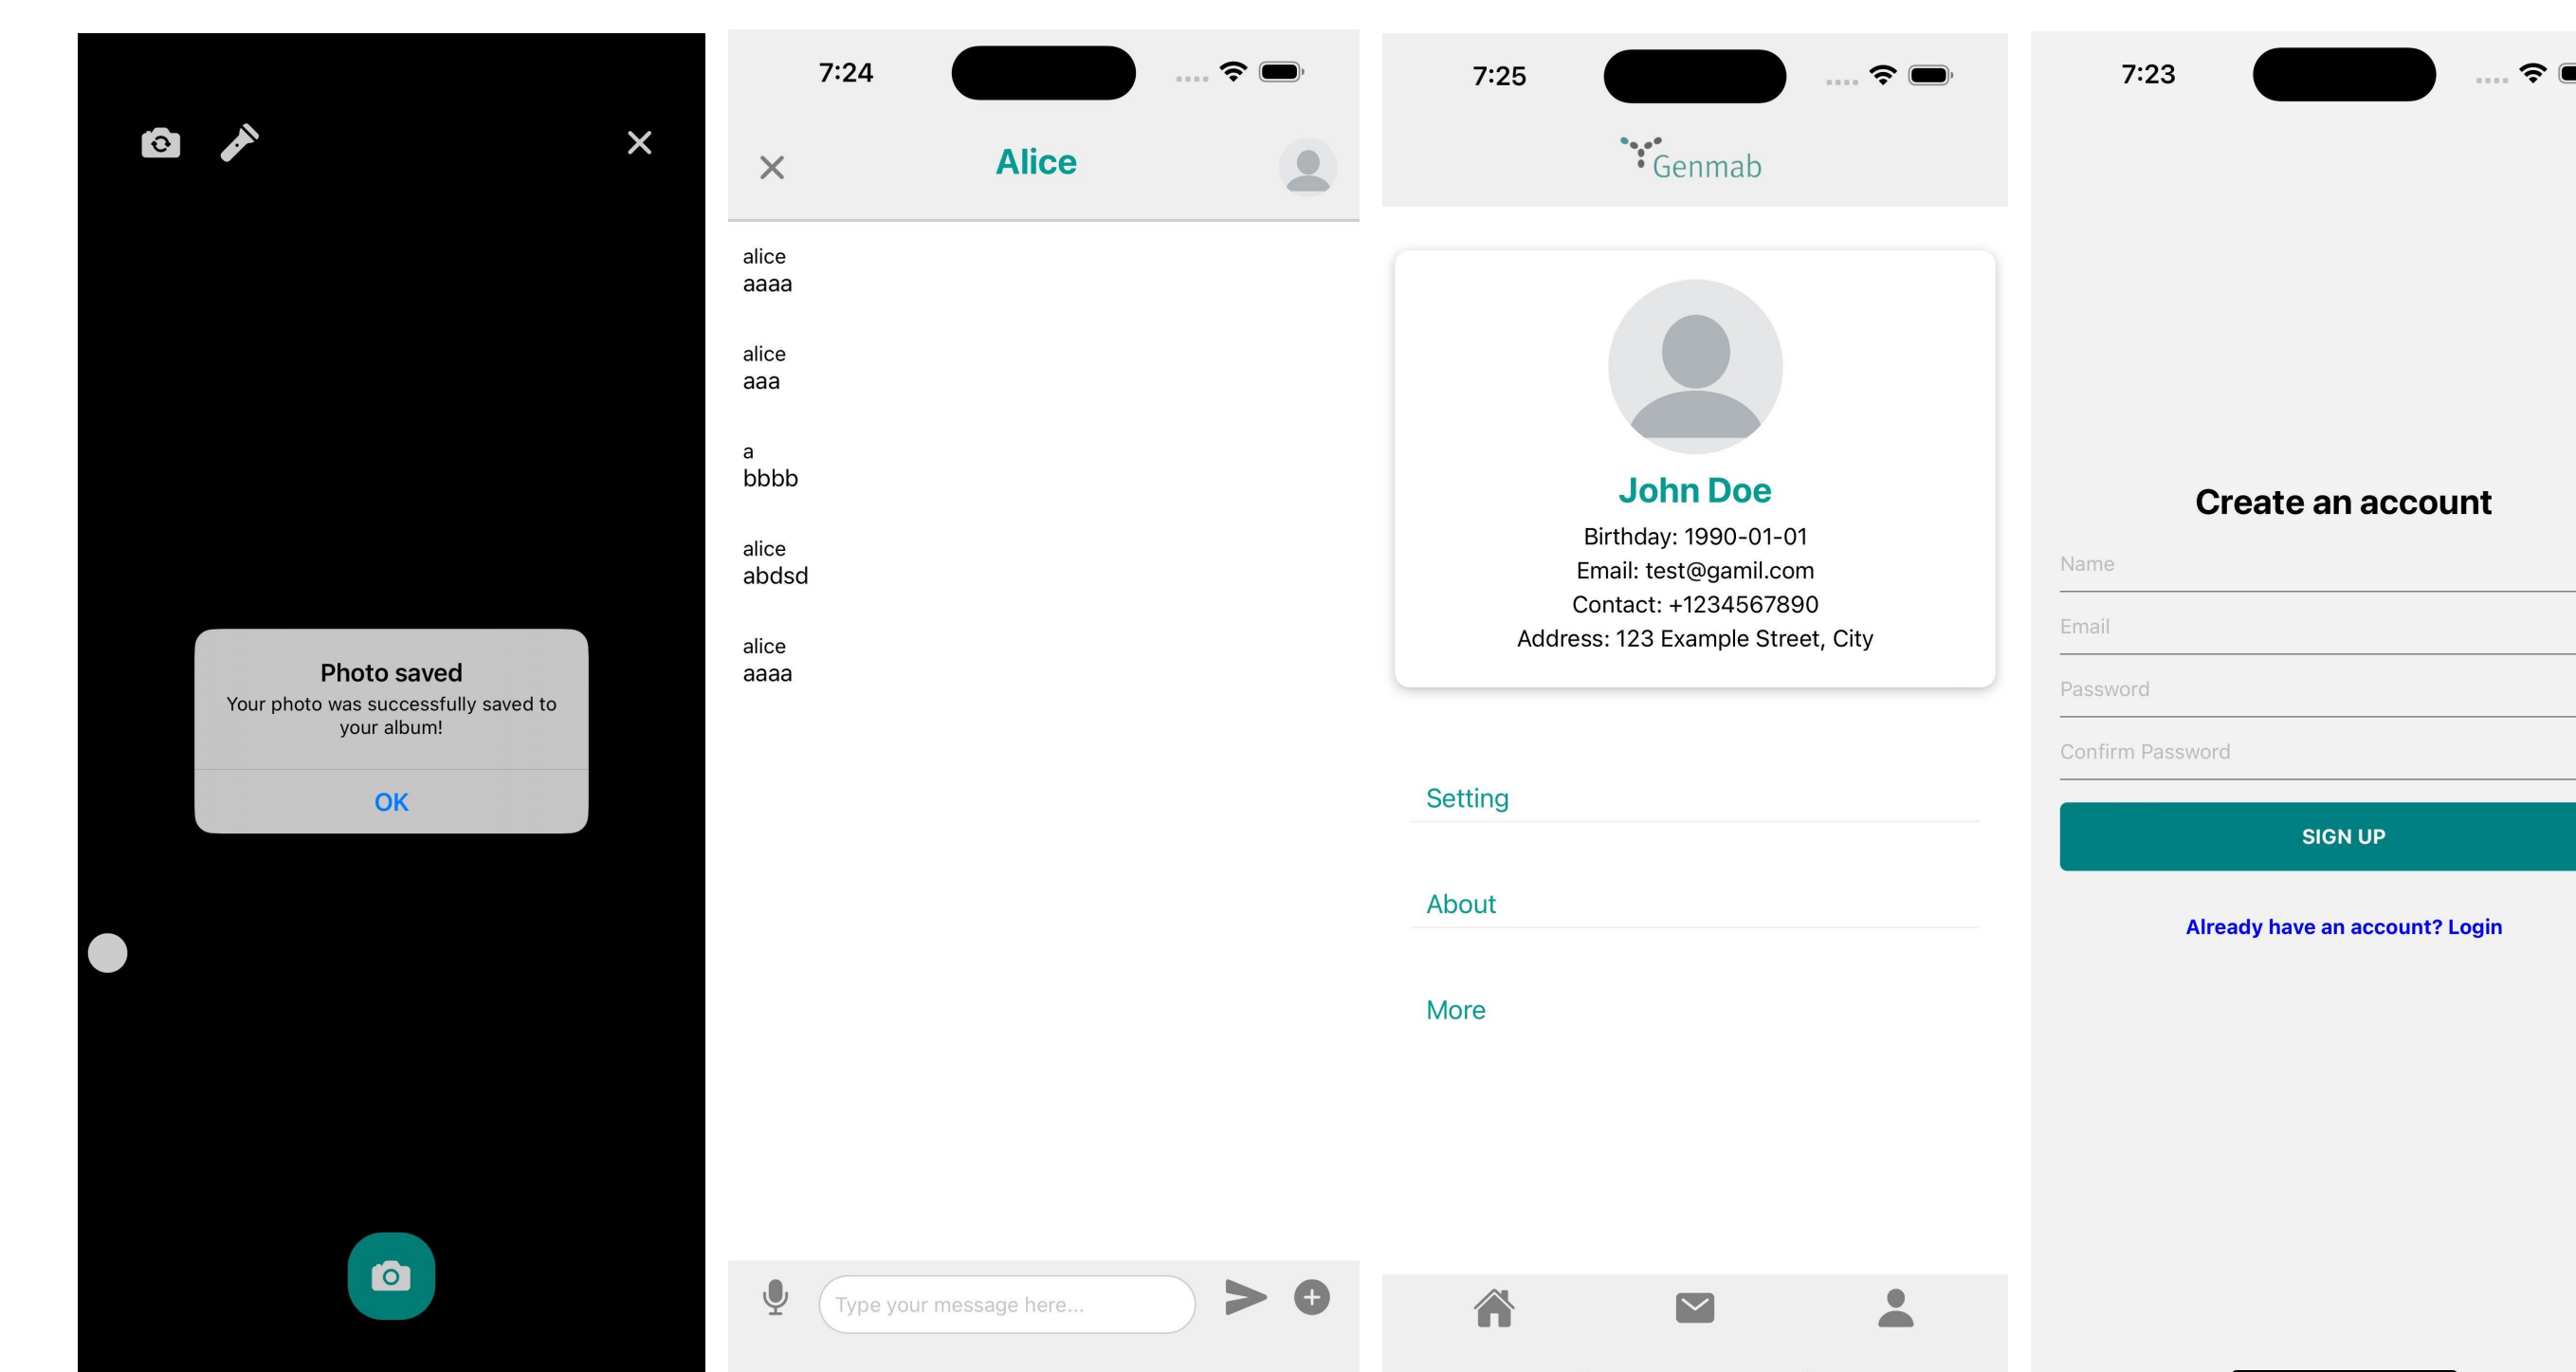 Photo saved
Your photo was successfully saved to
your album!
OK
7:24
Alice
alice
aaaa
alice
aaa
a
bbbb
alice
abdsd
alice
aaaa
Type your message here...
7:25
Genmab
John Doe
Birthday: 1990-01-01
Email: test@gamil.com
Contact: +1234567890
Address: 123 Example Street, City
Setting
About
More
7:23
Create an account
Name
Email
Password
Confirm Password
SIGN UP
Already have an account? Login